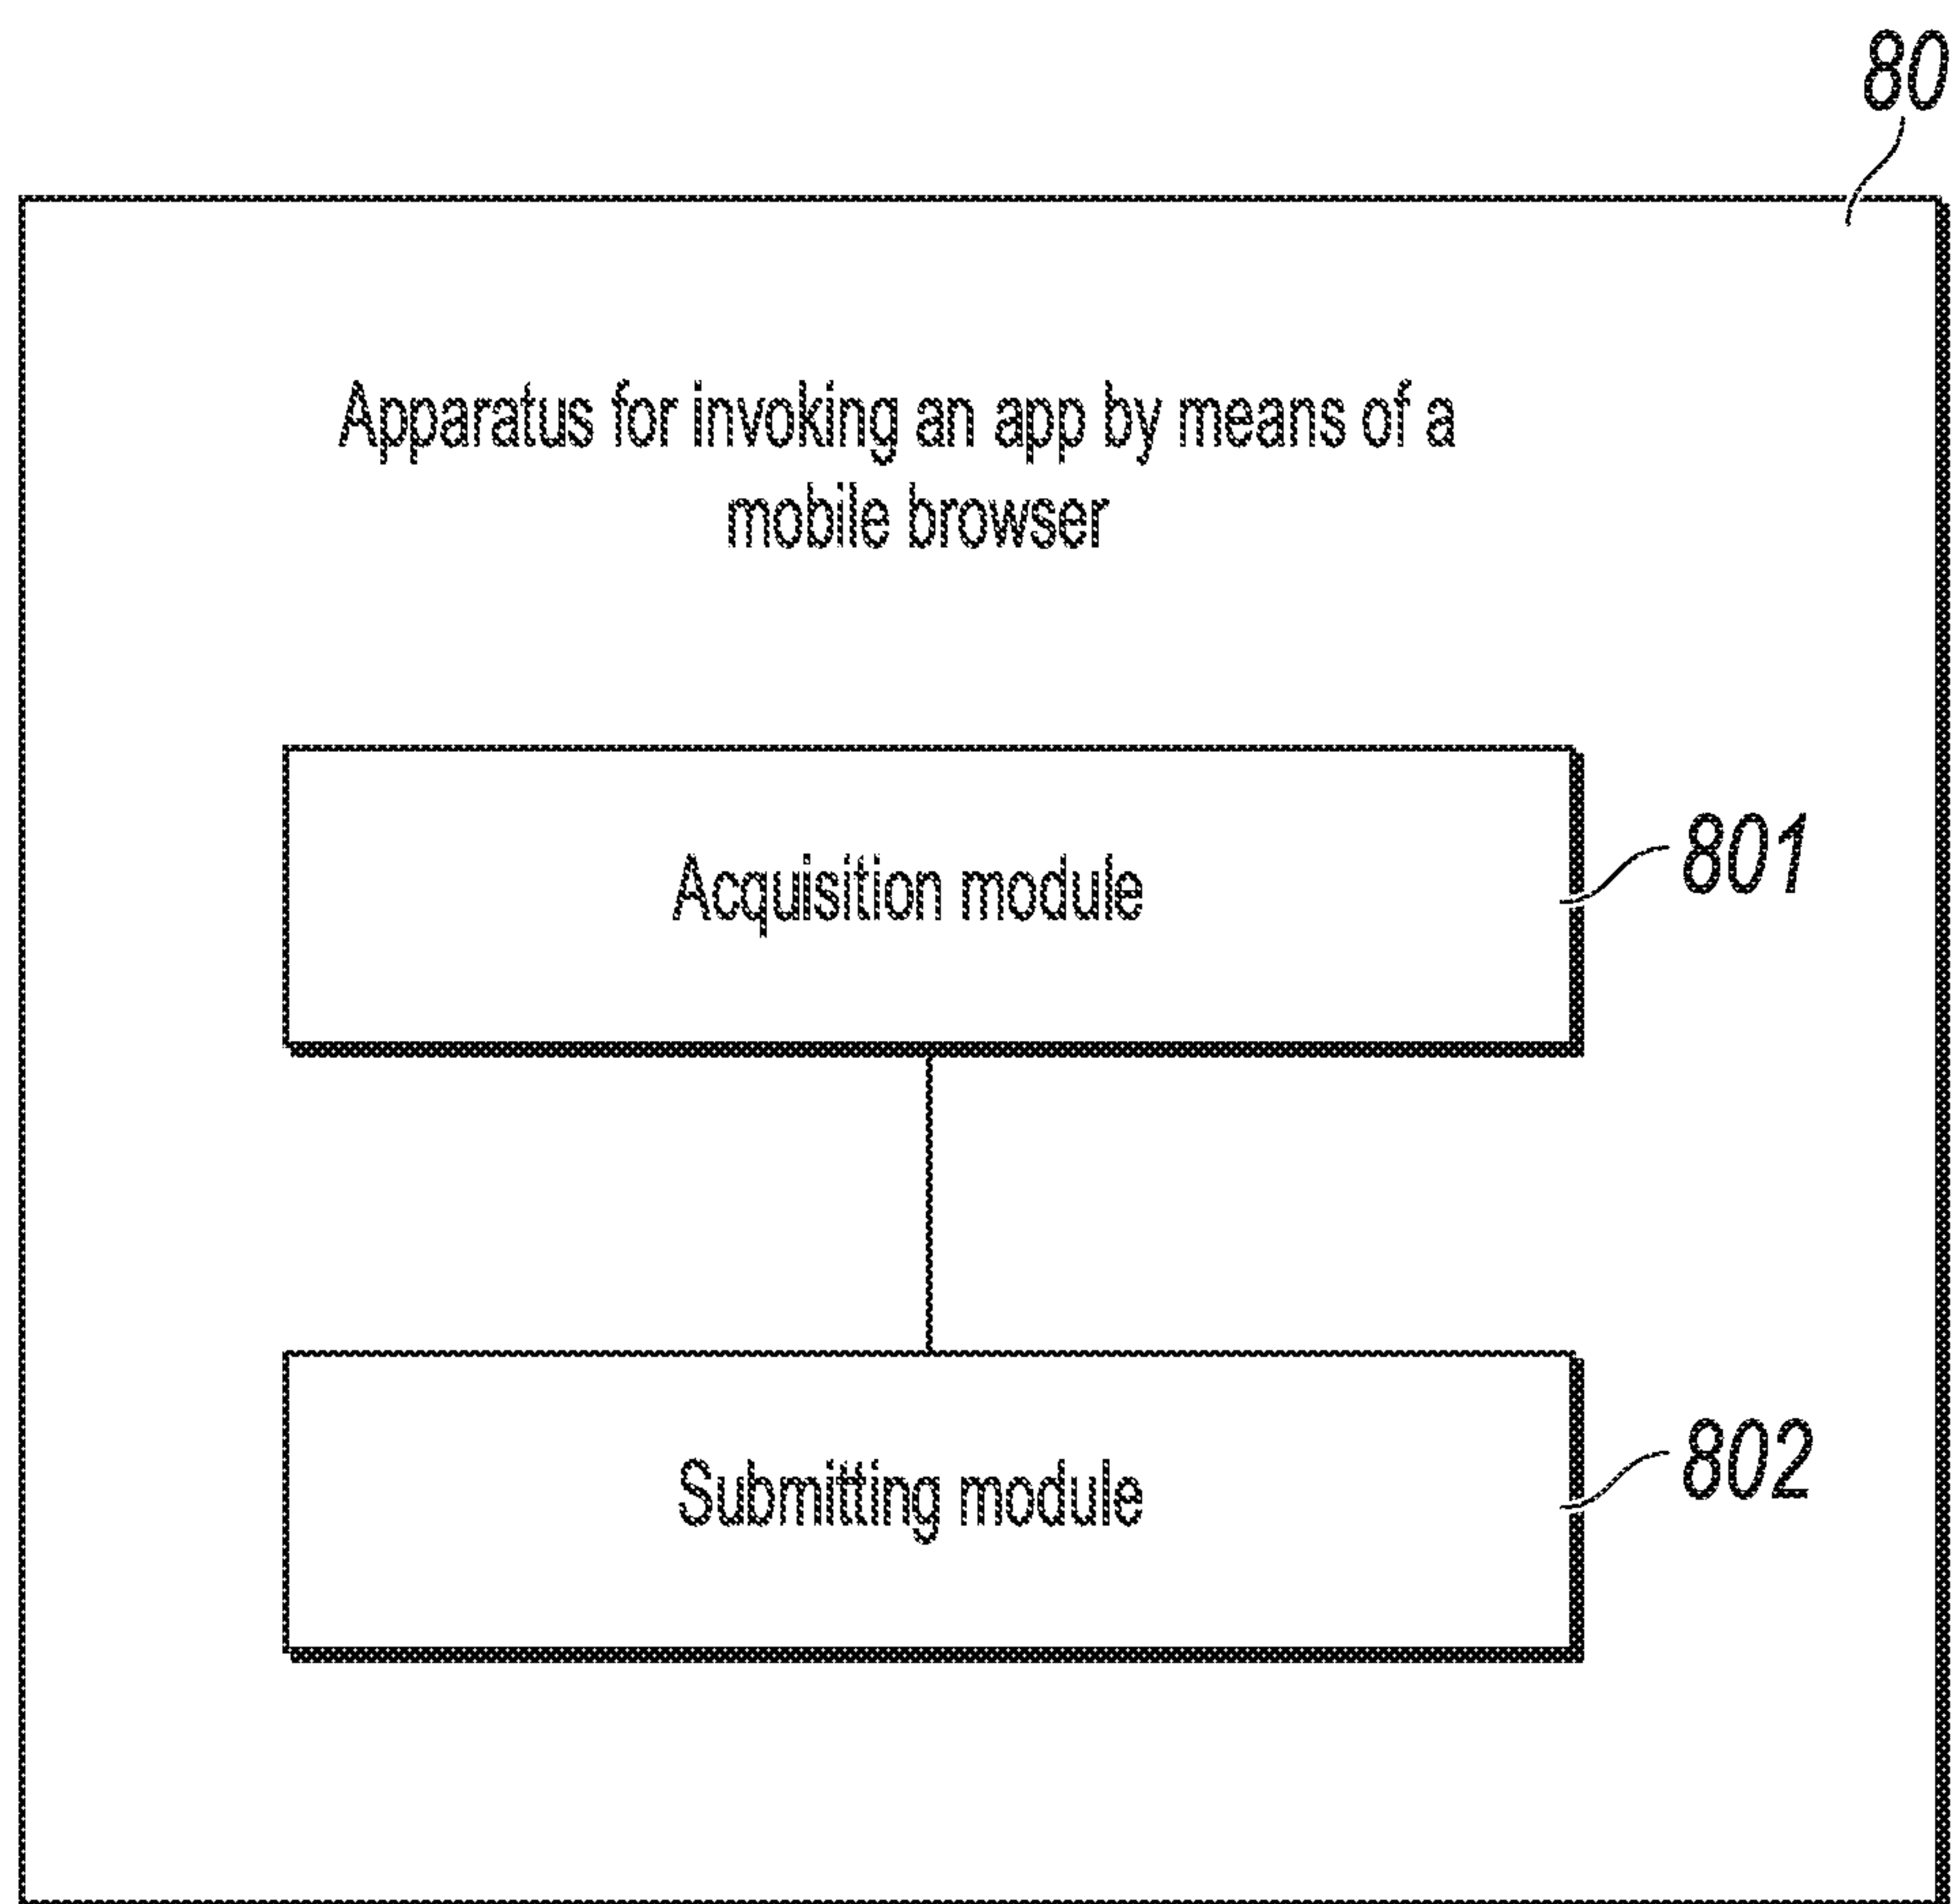 80
Apparatus for invoking an app by means of a
mobile browser
Acquisition module
801
Submitting module
802